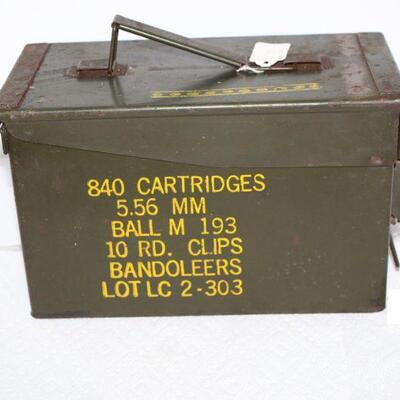 840 CARTRIDGES
5.56 MM
BALL M 193
10 RD. CLIPS
BANDOLEERS
LOT LC 2-303